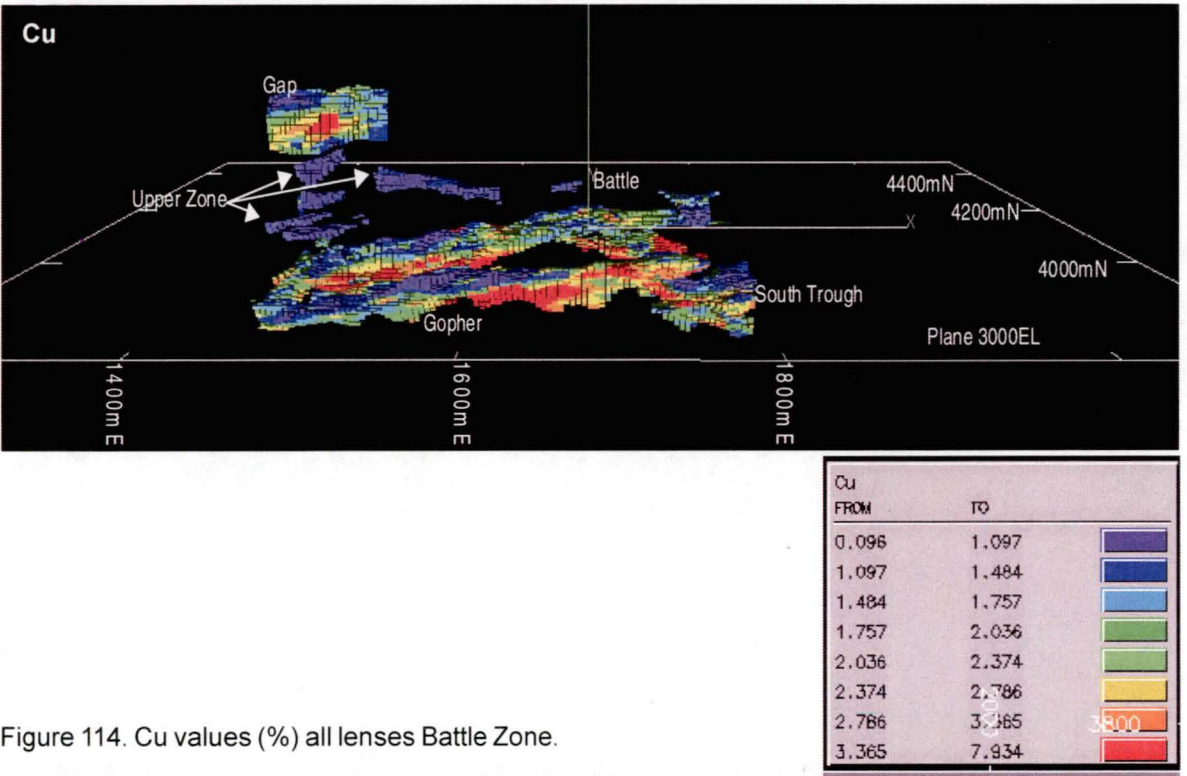 Cu
Gap
Upper Zone
Battle
4400mN
4200mN
X
4000mN
South Trough
Gopher
Plane 3000EL
1400mE
1600mE
1800mE
Cu
FROM TO
0.096 1.097
1.097 1.484
1.484 1.757
1.757 2.036
2.036 2.374
2.374 2.786
2.786 3.365
3.365 7.934
3800
Figure 114. Cu values (%) all lenses Battle Zone.